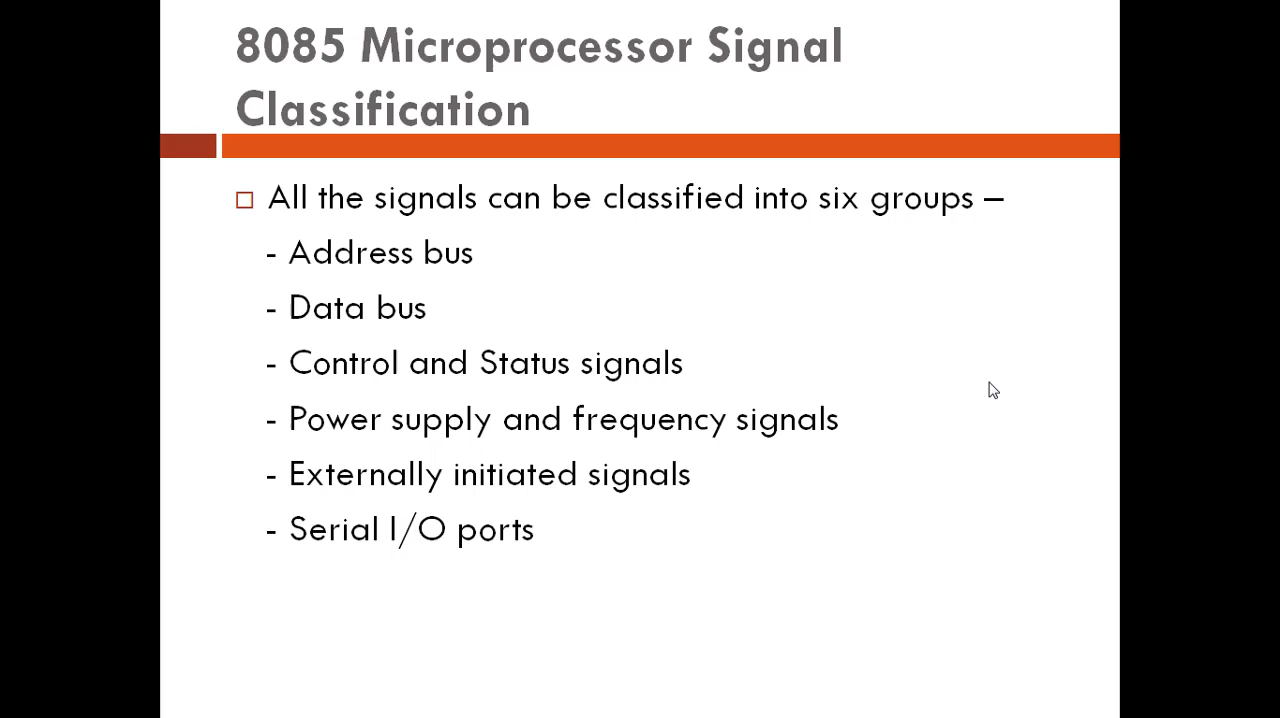 8085 Microprocessor Signal
Classification
All the signals can be classified into six groups –
- Address bus
- Data bus
- Control and Status signals
- Power supply and frequency signals
- Externally initiated signals
- Serial I/O ports